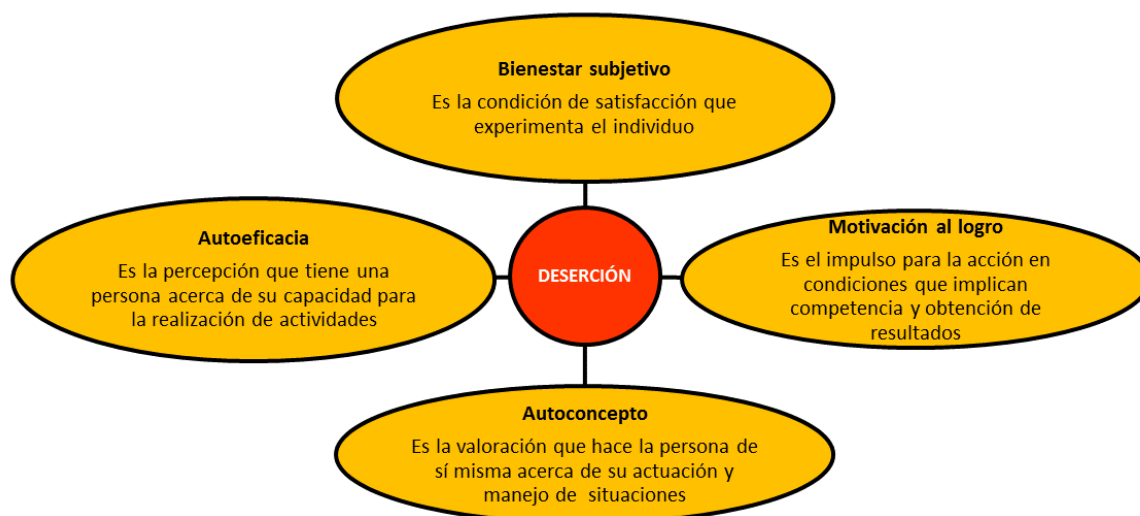 Bienestar subjetivo
Es la condición de satisfacción que
experimenta el individuo
Autoeficacia
Es la percepción que tiene una
persona acerca de su capacidad para
la realización de actividades
DESERCIÓN
Motivación al logro
Es el impulso para la acción en
condiciones que implican
competencia y obtención de
resultados
Autoconcepto
Es la valoración que hace la persona de
sí misma acerca de su actuación y
manejo de situaciones